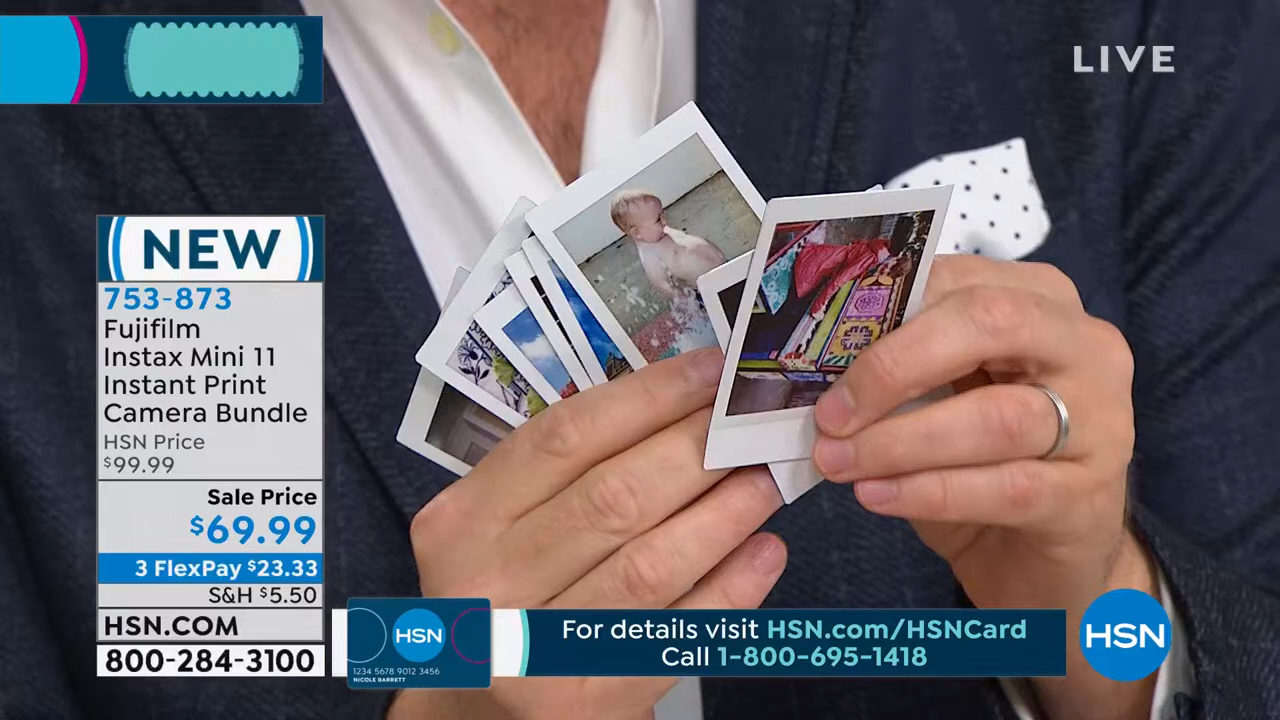 LIVE
NEW
753-873
Fujifilm
Instax Mini 11
Instant Print
Camera Bundle
HSN Price
$99.99
Sale Price
$69.99
3 FlexPay $23.33
S&H $5.50
HSN.COM
800-284-3100
HSN
1234 5678 9012 3456
NICOLE BARRETT
For details visit HSN.com/HSNCard
Call 1-800-695-1418
HSN